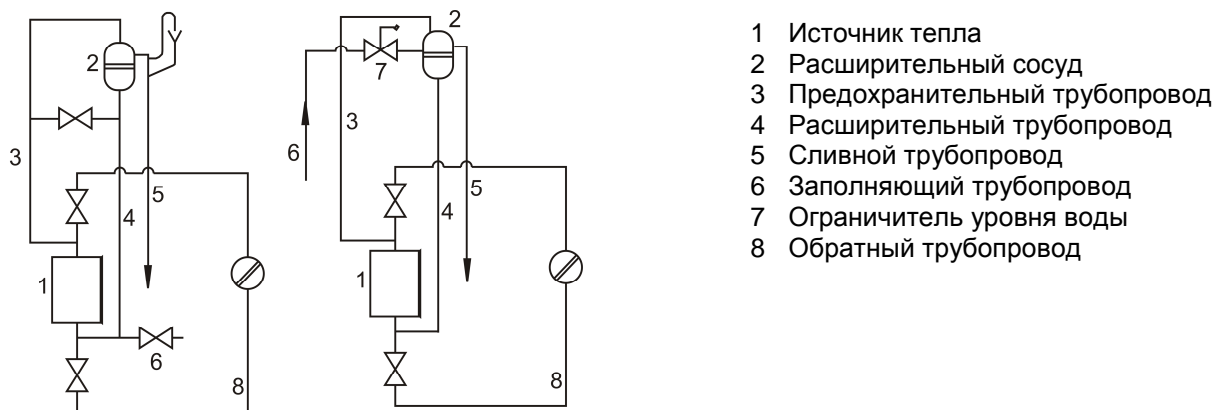 2
3
4
5
1
6
8
2
7
3
6
5
4
1
8
1 Источник тепла
2 Расширительный сосуд
3 Предохранительный трубопровод
4 Расширительный трубопровод
5 Сливной трубопровод
6 Заполняющий трубопровод
7 Ограничитель уровня воды
8 Обратный трубопровод